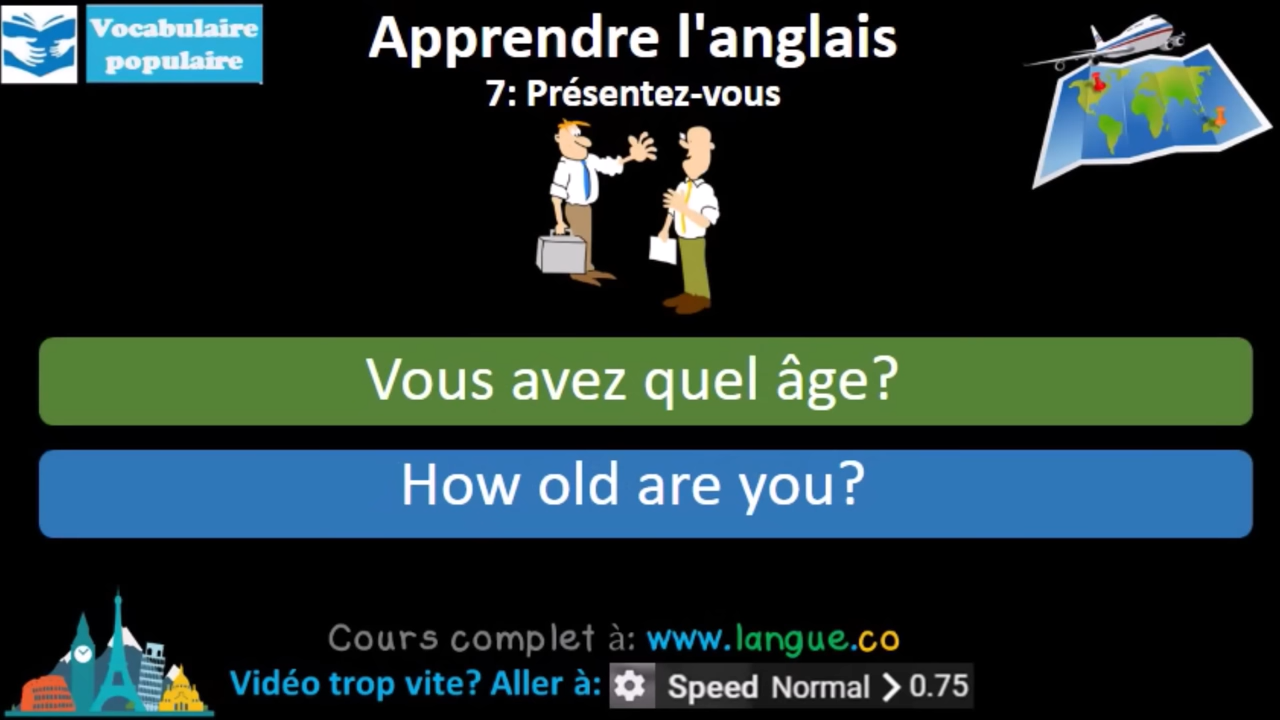 Vocabulaire
populaire
Apprendre l'anglais
7: Présentez-vous
Vous avez quel âge?
How old are you?
Cours complet à: www.langue.co
Vidéo trop vite? Aller à: Speed Normal > 0.75